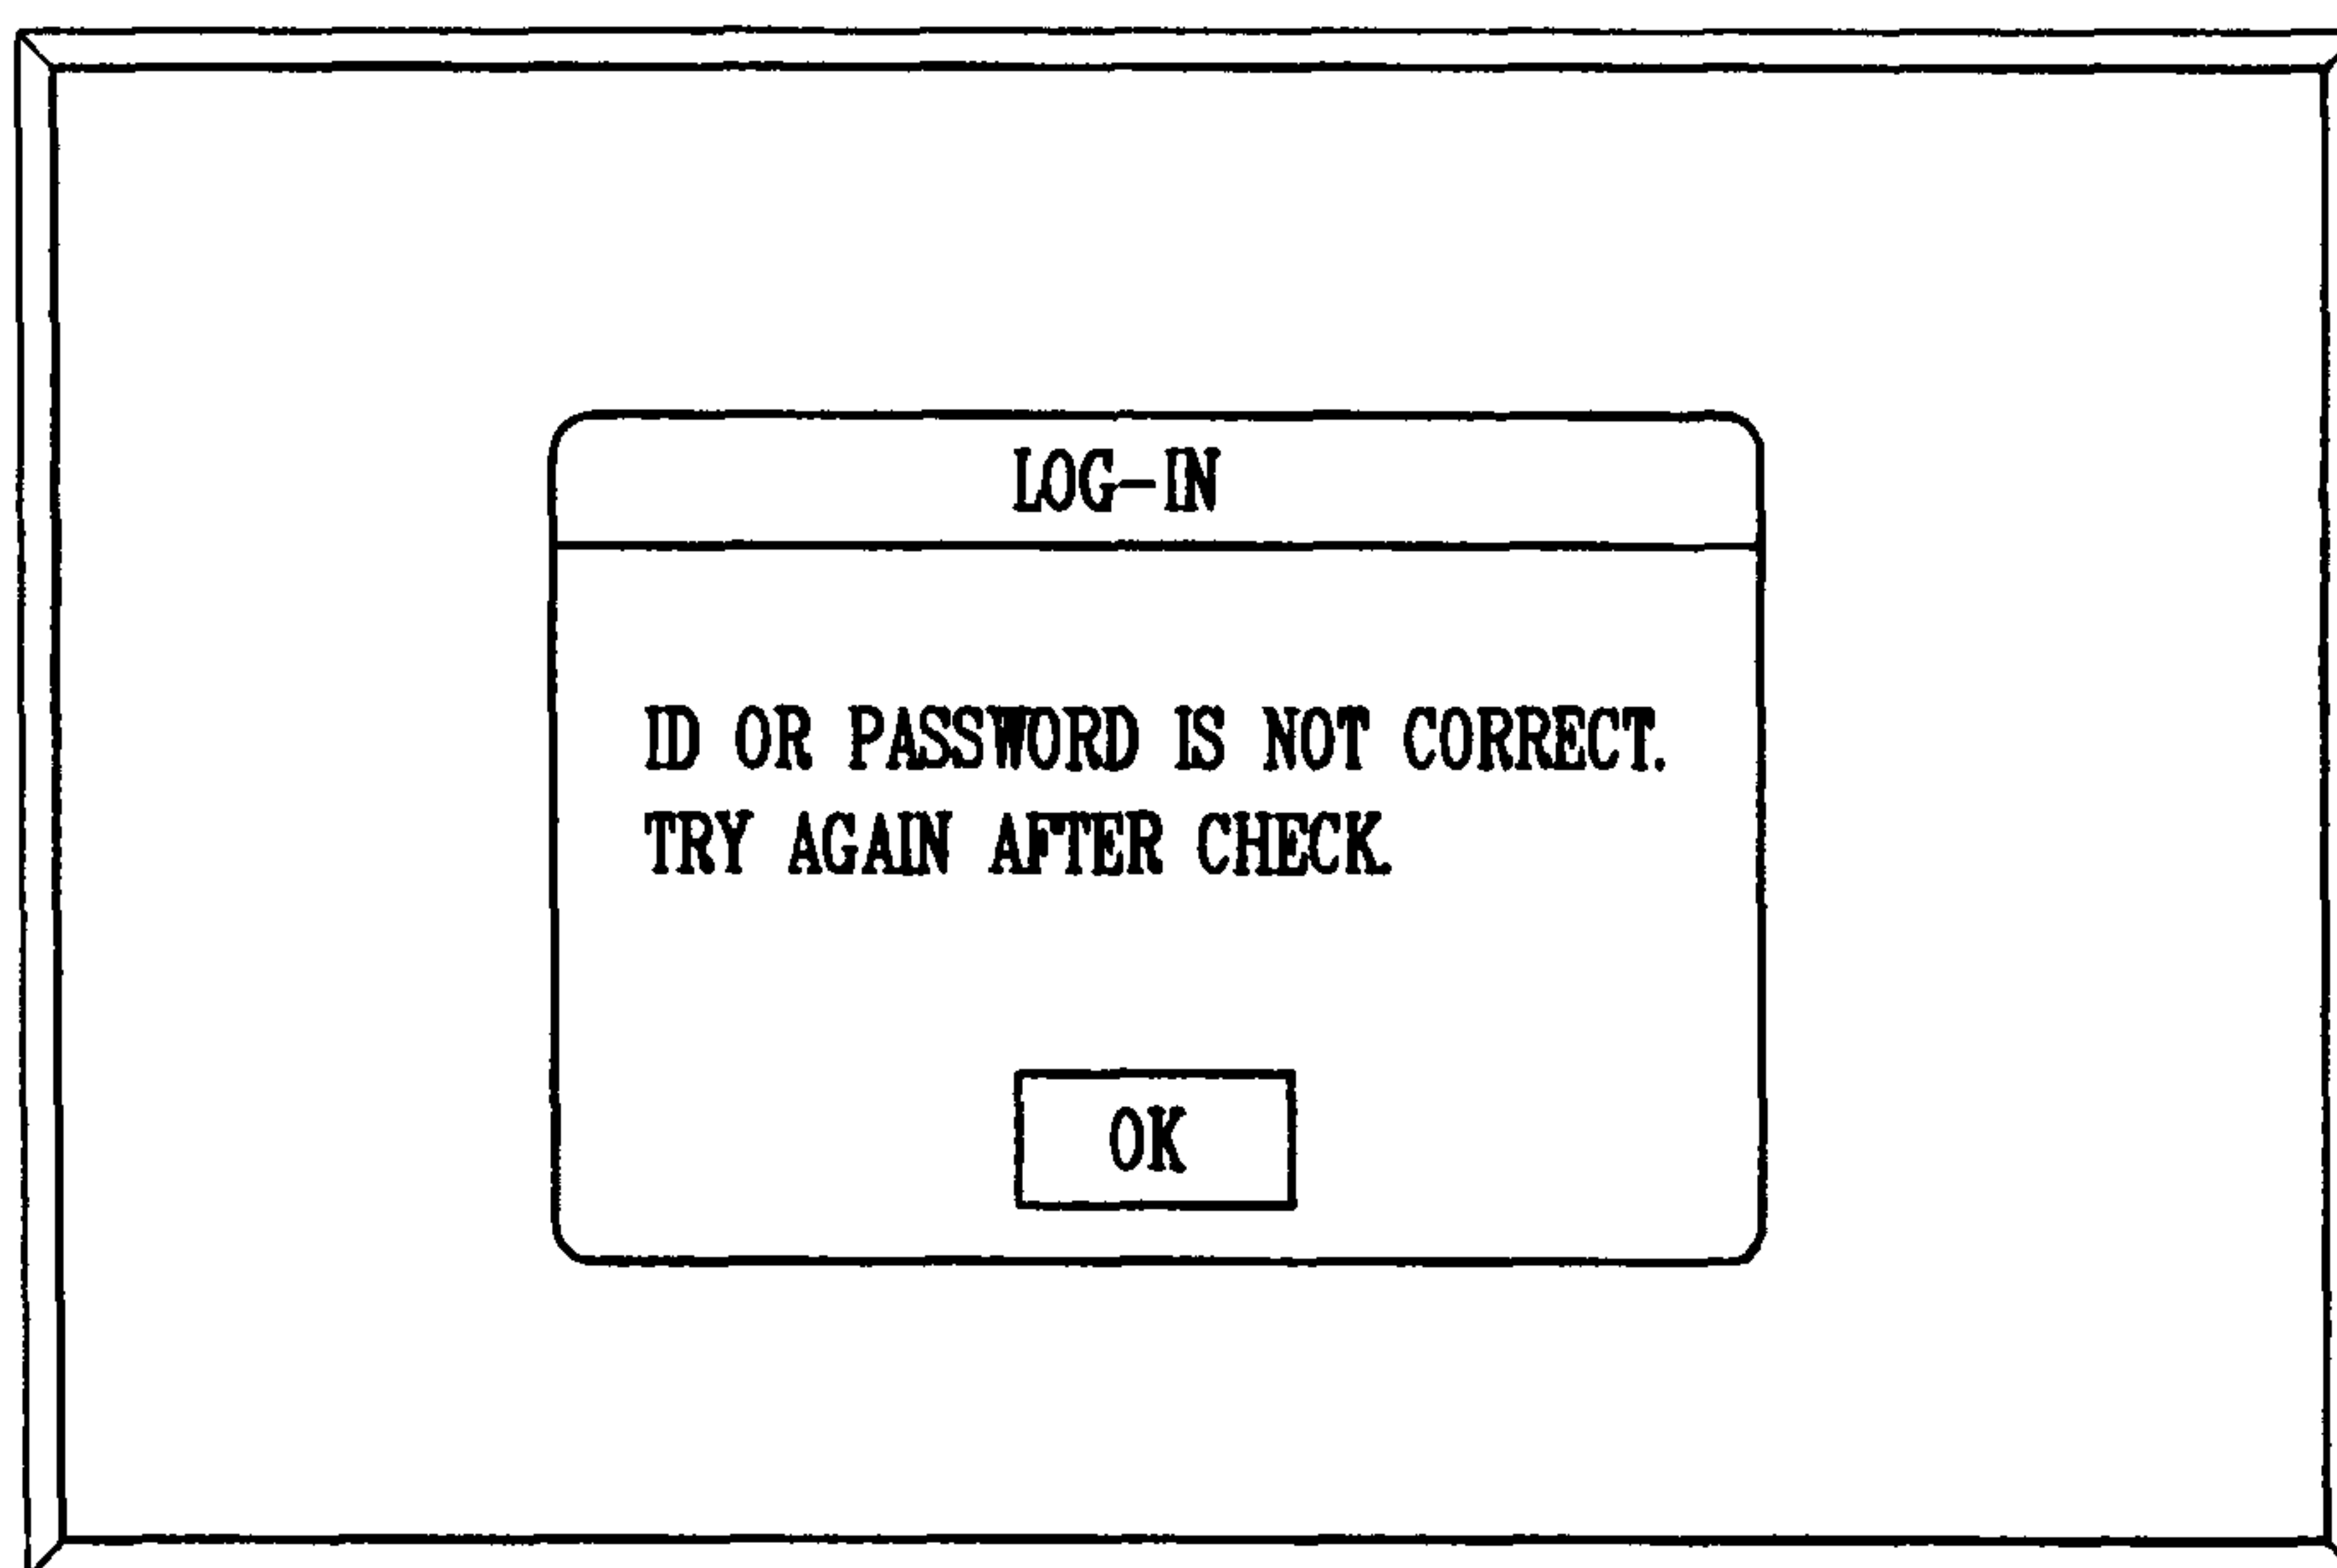 LOG-IN
ID OR PASSWORD IS NOT CORRECT.
TRY AGAIN AFTER CHECK.
OK